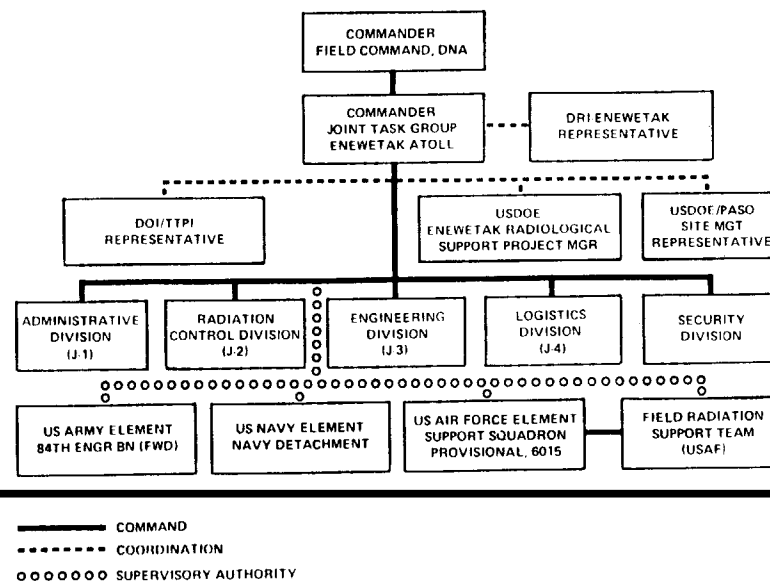 COMMANDER
FIELD COMMAND, DNA
COMMANDER
JOINT TASK GROUP
ENEWETAK ATOLL
DRI ENEWETAK
REPRESENTATIVE
DOI/TTPI
REPRESENTATIVE
USDOE
ENEWETAK RADIOLOGICAL
SUPPORT PROJECT MGR
USDOE/PASO
SITE MGT
REPRESENTATIVE
ADMINISTRATIVE
DIVISION
(J-1)
RADIATION
CONTROL DIVISION
(J-2)
ENGINEERING
DIVISION
(J-3)
LOGISTICS
DIVISION
(J-4)
SECURITY
DIVISION
US ARMY ELEMENT
84TH ENGR BN (FWD)
US NAVY ELEMENT
NAVY DETACHMENT
US AIR FORCE ELEMENT
SUPPORT SQUADRON
PROVISIONAL, 6015
FIELD RADIATION
SUPPORT TEAM
(USAF)
COMMAND
COORDINATION
SUPERVISORY AUTHORITY